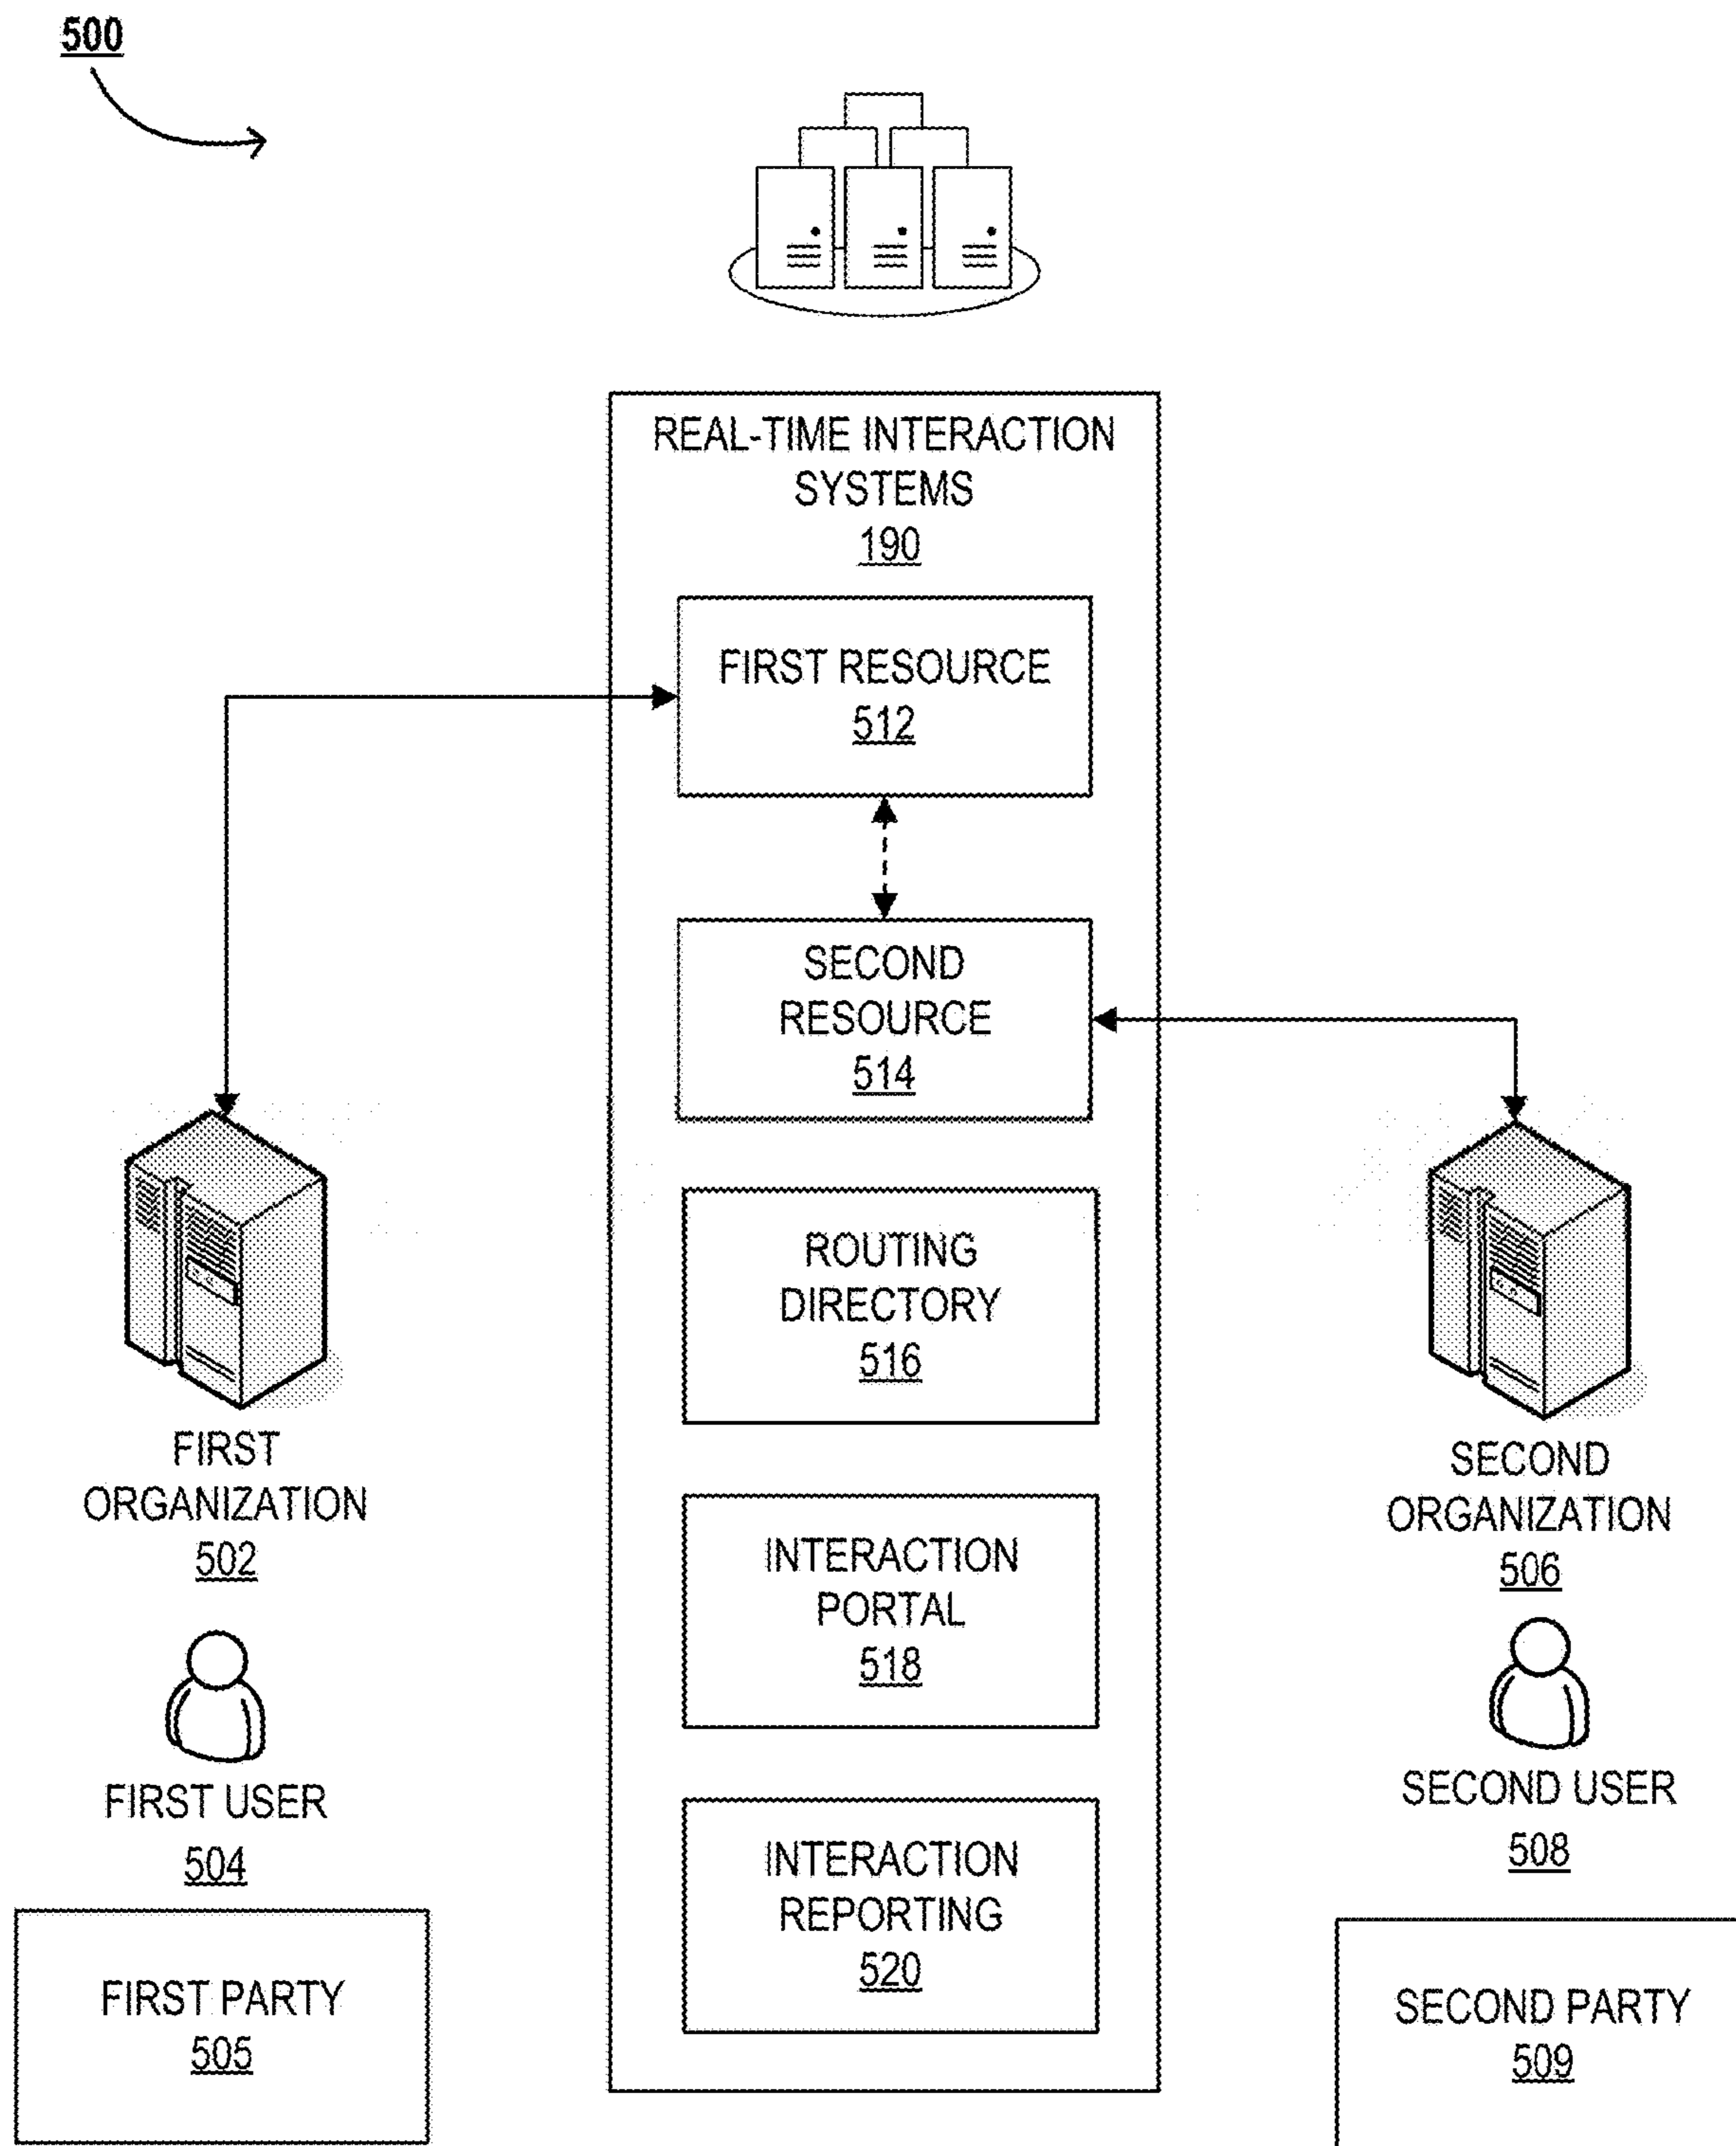 500
REAL-TIME INTERACTION
SYSTEMS
190
FIRST RESOURCE
512
SECOND
RESOURCE
514
ROUTING
DIRECTORY
516
INTERACTION
PORTAL
518
INTERACTION
REPORTING
520
FIRST
ORGANIZATION
502
FIRST USER
504
FIRST PARTY
505
SECOND
ORGANIZATION
506
SECOND USER
508
SECOND PARTY
509